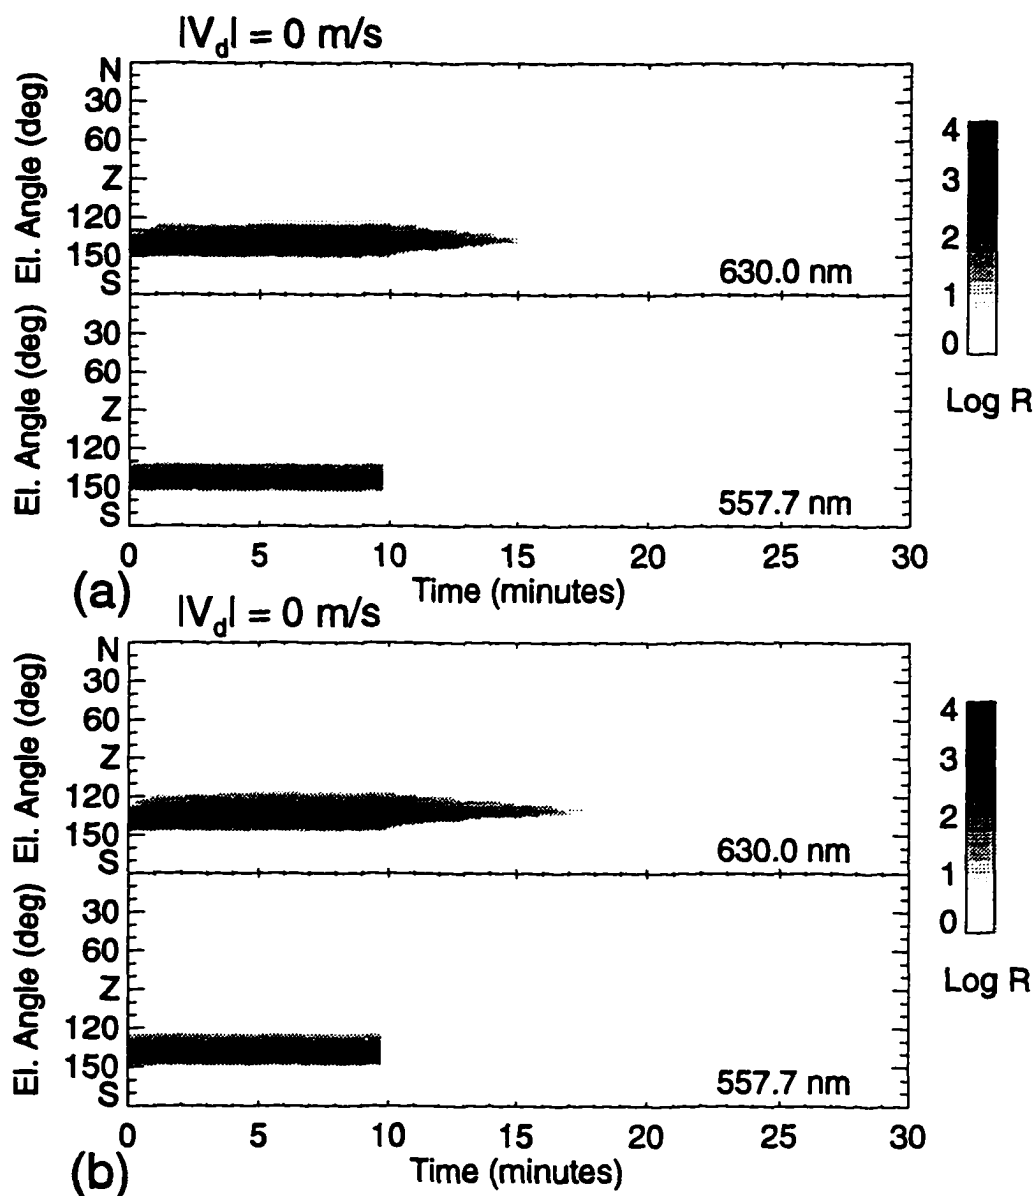 |V_d| = 0 m/s
El. Angle (deg)
N
30
60
Z
120
150
S
630.0 nm
El. Angle (deg)
30
60
Z
120
150
S
557.7 nm
0 5 10 15 20 25 30
Time (minutes)
(a)
4
3
2
1
0
Log R
|V_d| = 0 m/s
El. Angle (deg)
N
30
60
Z
120
150
S
630.0 nm
El. Angle (deg)
30
60
Z
120
150
S
557.7 nm
0 5 10 15 20 25 30
Time (minutes)
(b)
4
3
2
1
0
Log R